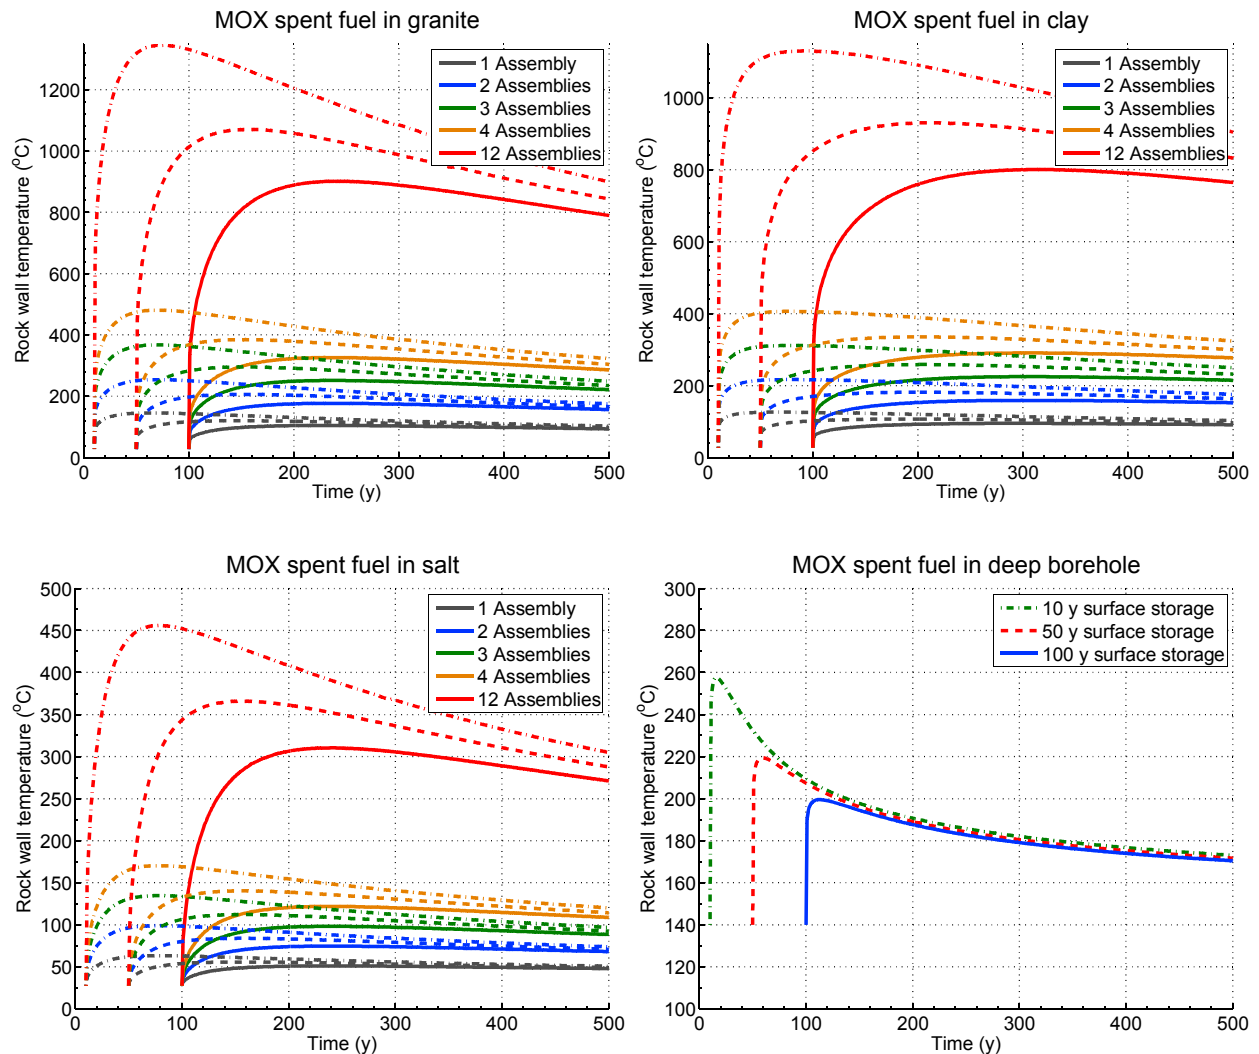 MOX spent fuel in granite
Rock wall temperature (°C)
1200
1000
800
600
400
200
0
0
100
200
300
400
500
Time (y)
1 Assembly
2 Assemblies
3 Assemblies
4 Assemblies
12 Assemblies
MOX spent fuel in clay
Rock wall temperature (°C)
1000
800
600
400
200
0
0
100
200
300
400
500
Time (y)
1 Assembly
2 Assemblies
3 Assemblies
4 Assemblies
12 Assemblies
MOX spent fuel in salt
Rock wall temperature (°C)
500
450
400
350
300
250
200
150
100
50
0
0
100
200
300
400
500
Time (y)
1 Assembly
2 Assemblies
3 Assemblies
4 Assemblies
12 Assemblies
MOX spent fuel in deep borehole
Rock wall temperature (°C)
300
280
260
240
220
200
180
160
140
120
100
0
100
200
300
400
500
Time (y)
10 y surface storage
50 y surface storage
100 y surface storage